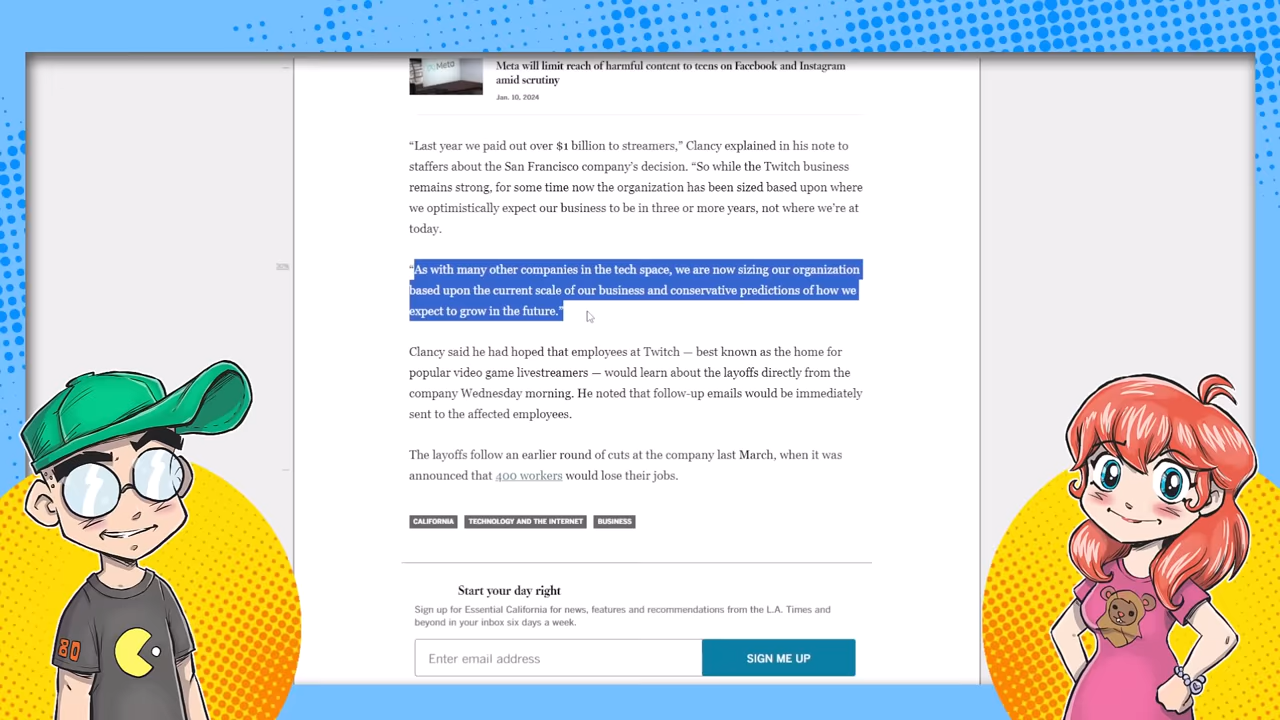 Meta
Meta will limit reach of harmful content to teens on Facebook and Instagram
amid scrutiny
Jan. 10, 2024
“Last year we paid out over $1 billion to streamers,” Clancy explained in his note to
staffers about the San Francisco company’s decision. “So while the Twitch business
remains strong, for some time now the organization has been sized based upon where
we optimistically expect our business to be in three or more years, not where we’re at
today.
“As with many other companies in the tech space, we are now sizing our organization
based upon the current scale of our business and conservative predictions of how we
expect to grow in the future.”
Clancy said he had hoped that employees at Twitch — best known as the home for
popular video game livestreamers — would learn about the layoffs directly from the
company Wednesday morning. He noted that follow-up emails would be immediately
sent to the affected employees.
The layoffs follow an earlier round of cuts at the company last March, when it was
announced that 400 workers would lose their jobs.
CALIFORNIA TECHNOLOGY AND THE INTERNET BUSINESS
Start your day right
Sign up for Essential California for news, features and recommendations from the L.A. Times and
beyond in your inbox six days a week.
Enter email address SIGN ME UP
80